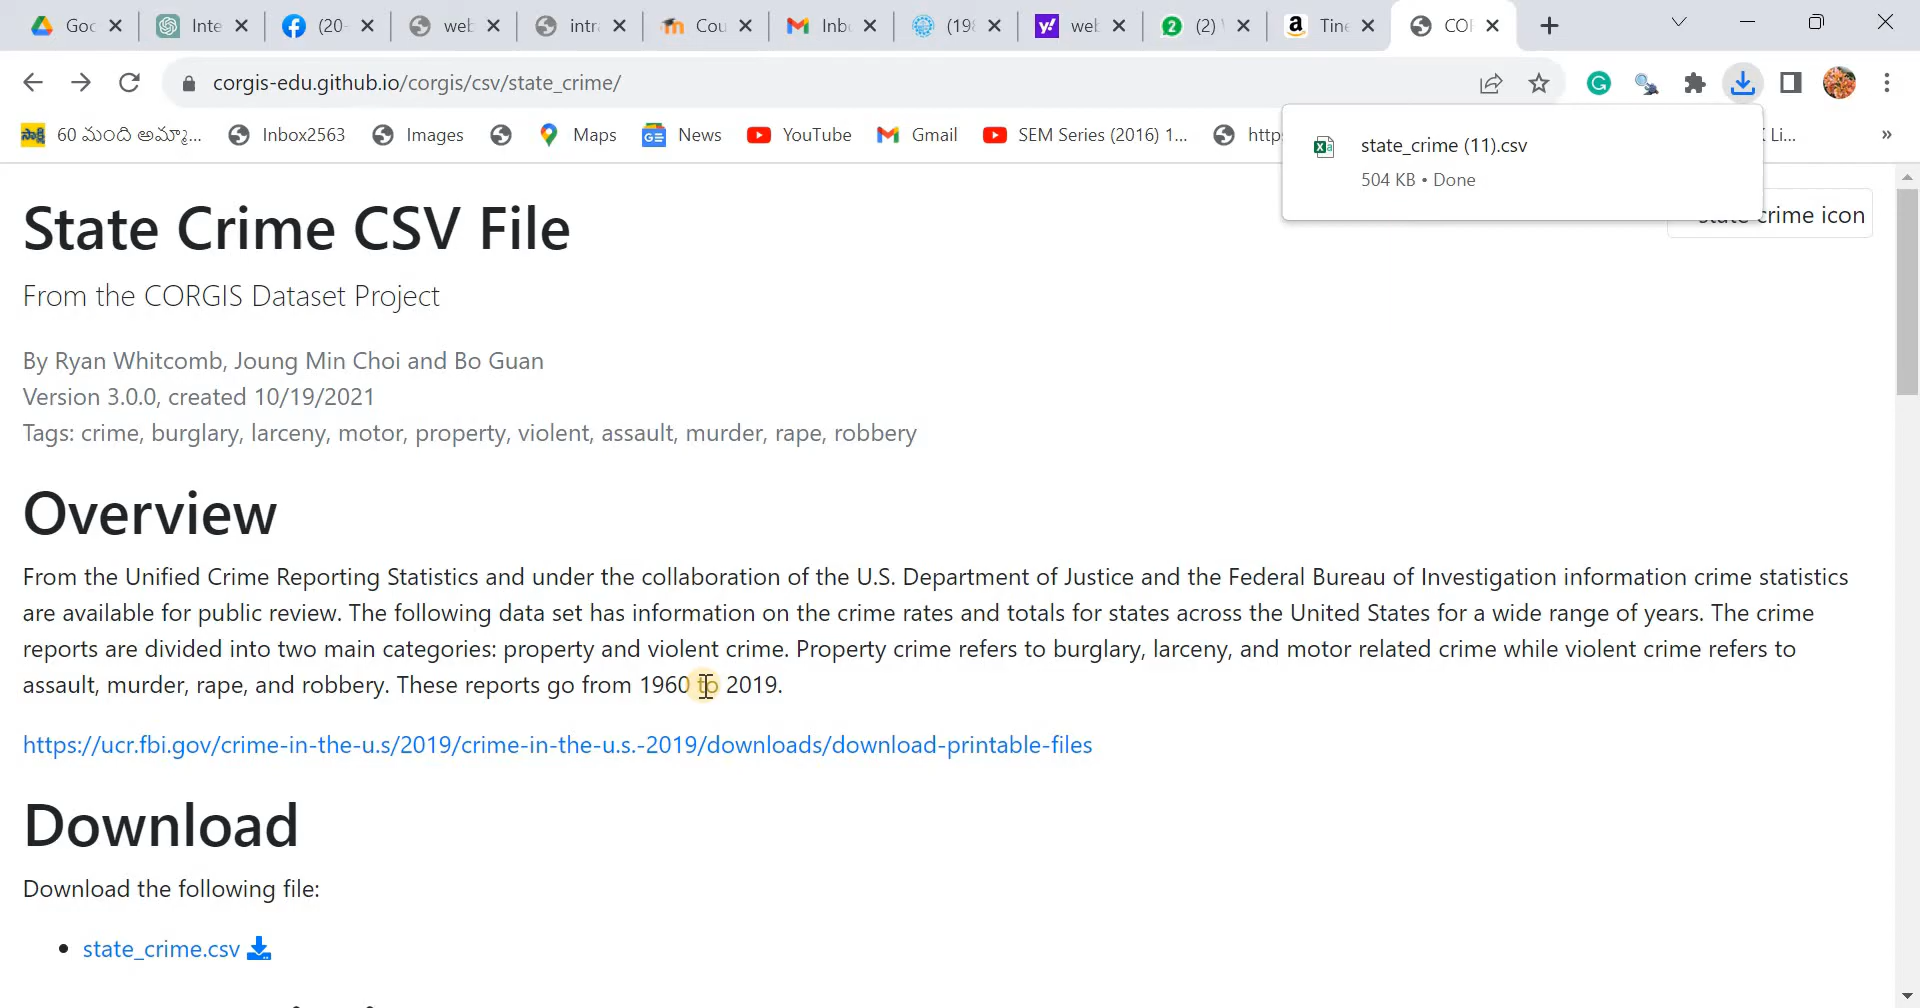 Goo
Inte
(20
web
intr
Cou
Inb
(19
web
2
(2)
Tine
COR
corgis-edu.github.io/corgis/csv/state_crime/
60 మంది అమ్మా...
Inbox2563
Images
Maps
News
YouTube
Gmail
SEM Series (2016) 1...
http
Li...
»
state_crime (11).csv
504 KB • Done
State Crime CSV File
crime icon
From the CORGIS Dataset Project
By Ryan Whitcomb, Joung Min Choi and Bo Guan
Version 3.0.0, created 10/19/2021
Tags: crime, burglary, larceny, motor, property, violent, assault, murder, rape, robbery
Overview
From the Unified Crime Reporting Statistics and under the collaboration of the U.S. Department of Justice and the Federal Bureau of Investigation information crime statistics
are available for public review. The following data set has information on the crime rates and totals for states across the United States for a wide range of years. The crime
reports are divided into two main categories: property and violent crime. Property crime refers to burglary, larceny, and motor related crime while violent crime refers to
assault, murder, rape, and robbery. These reports go from 1960 to 2019.
https://ucr.fbi.gov/crime-in-the-u.s/2019/crime-in-the-u.s.-2019/downloads/download-printable-files
Download
Download the following file:
• state_crime.csv